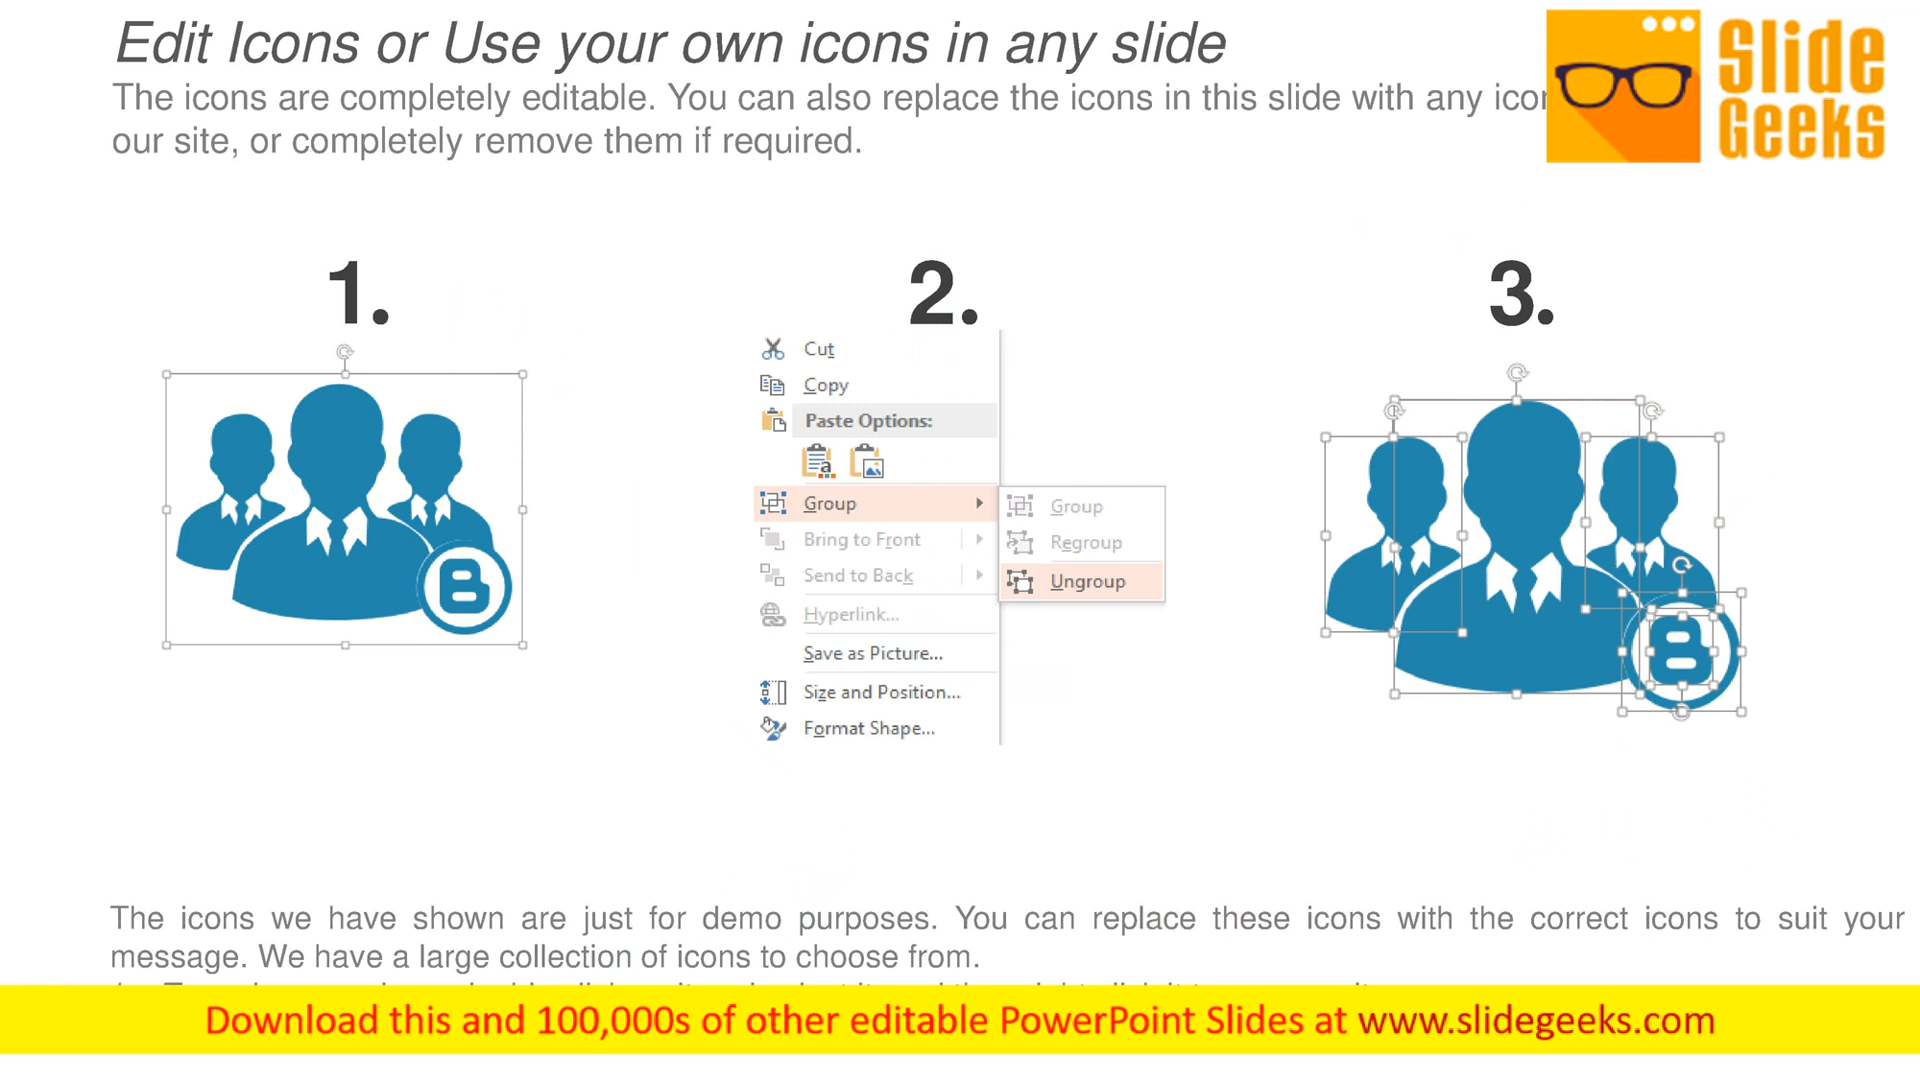 Edit Icons or Use your own icons in any slide
The icons are completely editable. You can also replace the icons in this slide with any
our site, or completely remove them if required.
Slide
Geeks
1.
2.
3.
Cut
Copy
Paste Options:
a
Group
Bring to Front
Send to Back
Hyperlink...
Save as Picture...
Size and Position...
Format Shape...
Group
Regroup
Ungroup
B
B
The icons we have shown are just for demo purposes. You can replace these icons with the correct icons to suit your
message. We have a large collection of icons to choose from.
Download this and 100,000s of other editable PowerPoint Slides at www.slidegeeks.com